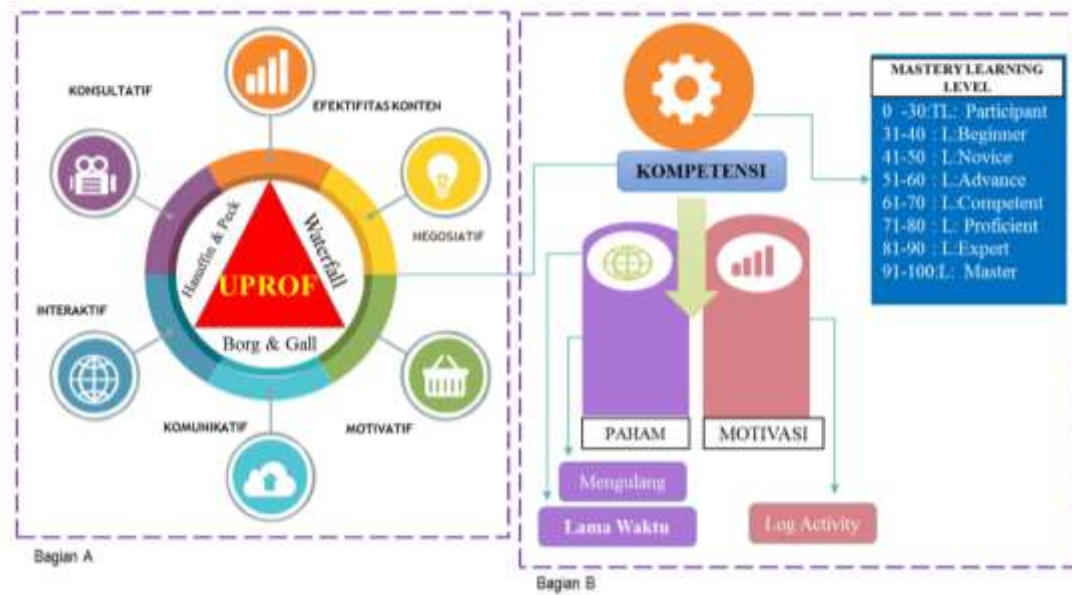 KONSULTATIF
EFEKTIFITAS KONTEN
NEGOSIATIF
Hanaffin & Peck
Waterfall
UPROF
Borg & Gall
INTERAKTIF
KOMUNIKATIF
MOTIVATIF
Bagian A
KOMPETENSI
MASTERY LEARNING
LEVEL
0 -30:TL: Participant
31-40 : L:Beginner
41-50 : L:Novice
51-60 : L:Advance
61-70 : L:Competent
71-80 : L: Proficient
81-90 : L:Expert
91-100:L: Master
PAHAM
MOTIVASI
Mengulang
Lama Waktu
Log Activity
Bagian B